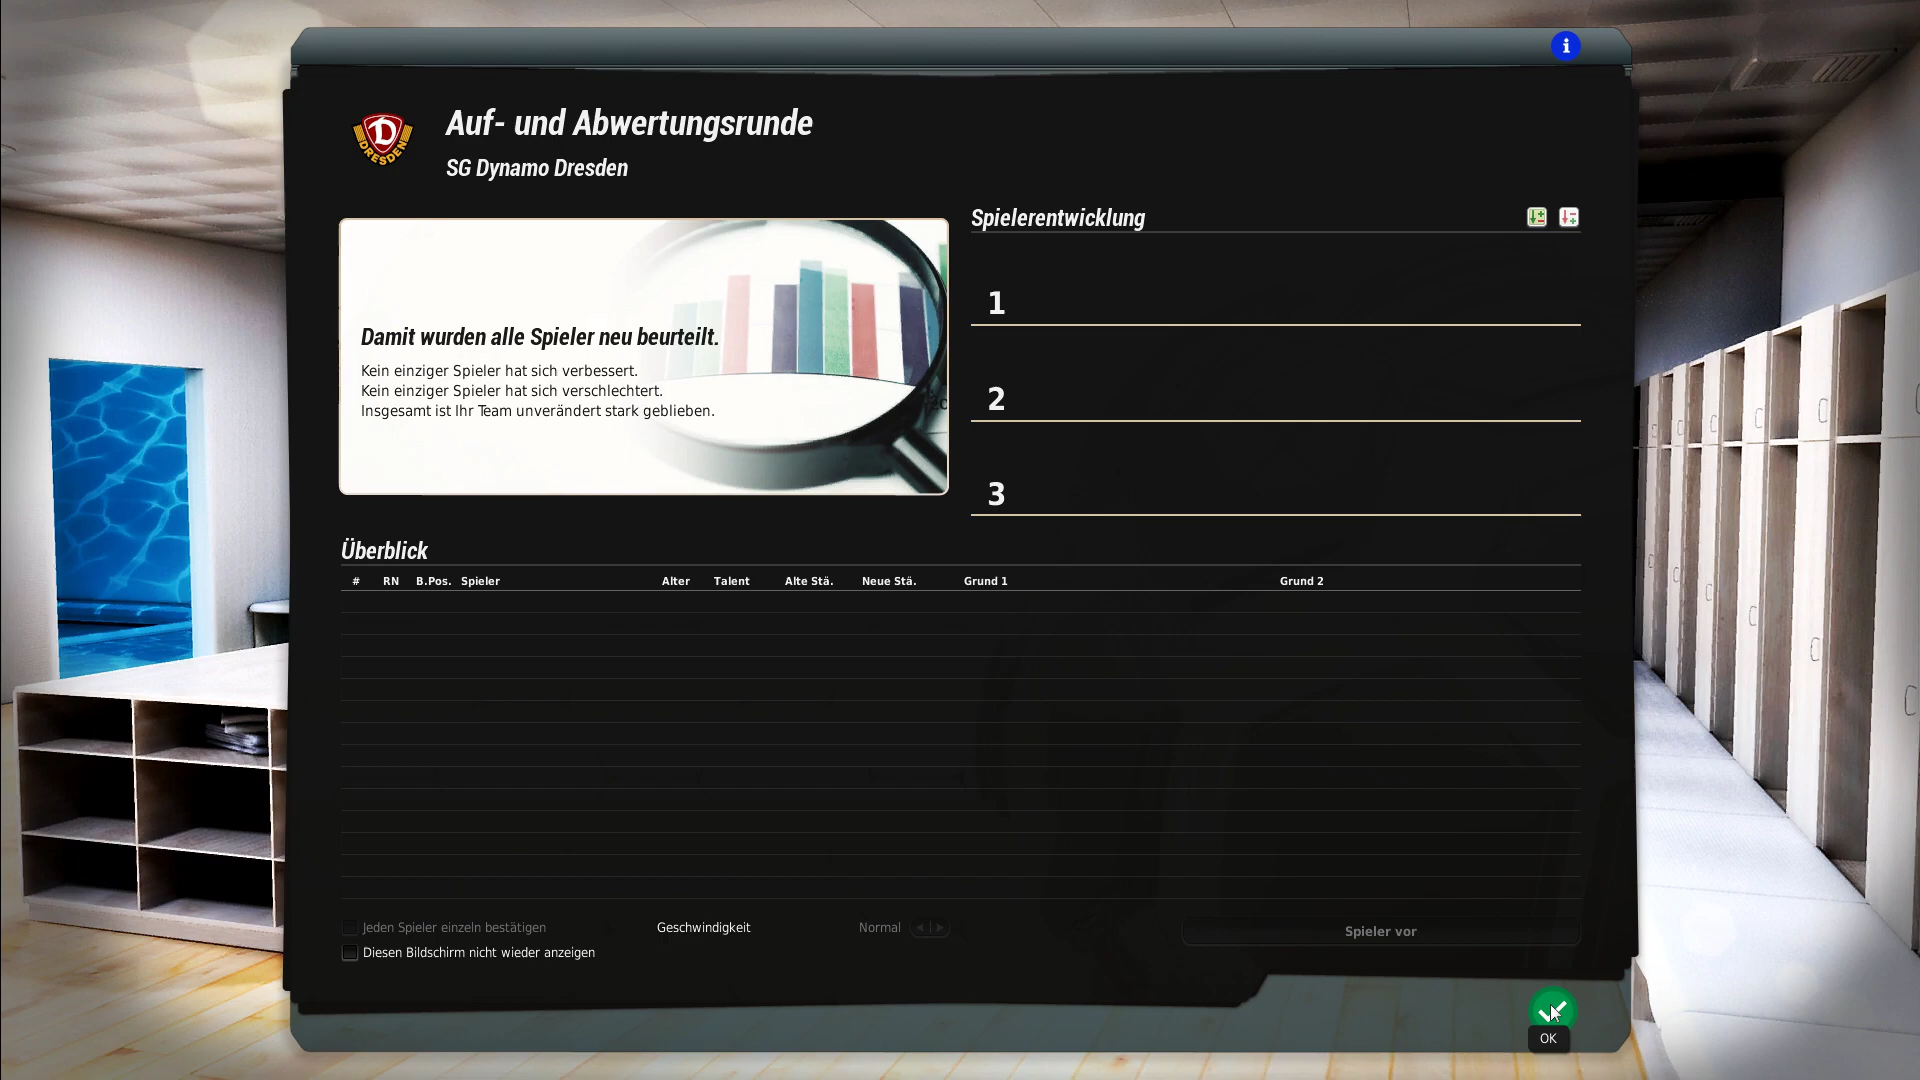 Auf- und Abwertungsrunde
SG Dynamo Dresden
D
DRESDEN
Damit wurden alle Spieler neu beurteilt.
Kein einziger Spieler hat sich verbessert.
Kein einziger Spieler hat sich verschlechtert.
Insgesamt ist Ihr Team unverändert stark geblieben.
Spielerentwicklung
1
2
3
Überblick
# RN B.Pos. Spieler Alter Talent Alte Stä. Neue Stä. Grund 1 Grund 2
Jeden Spieler einzeln bestätigen Geschwindigkeit Normal Spieler vor
Diesen Bildschirm nicht wieder anzeigen
OK